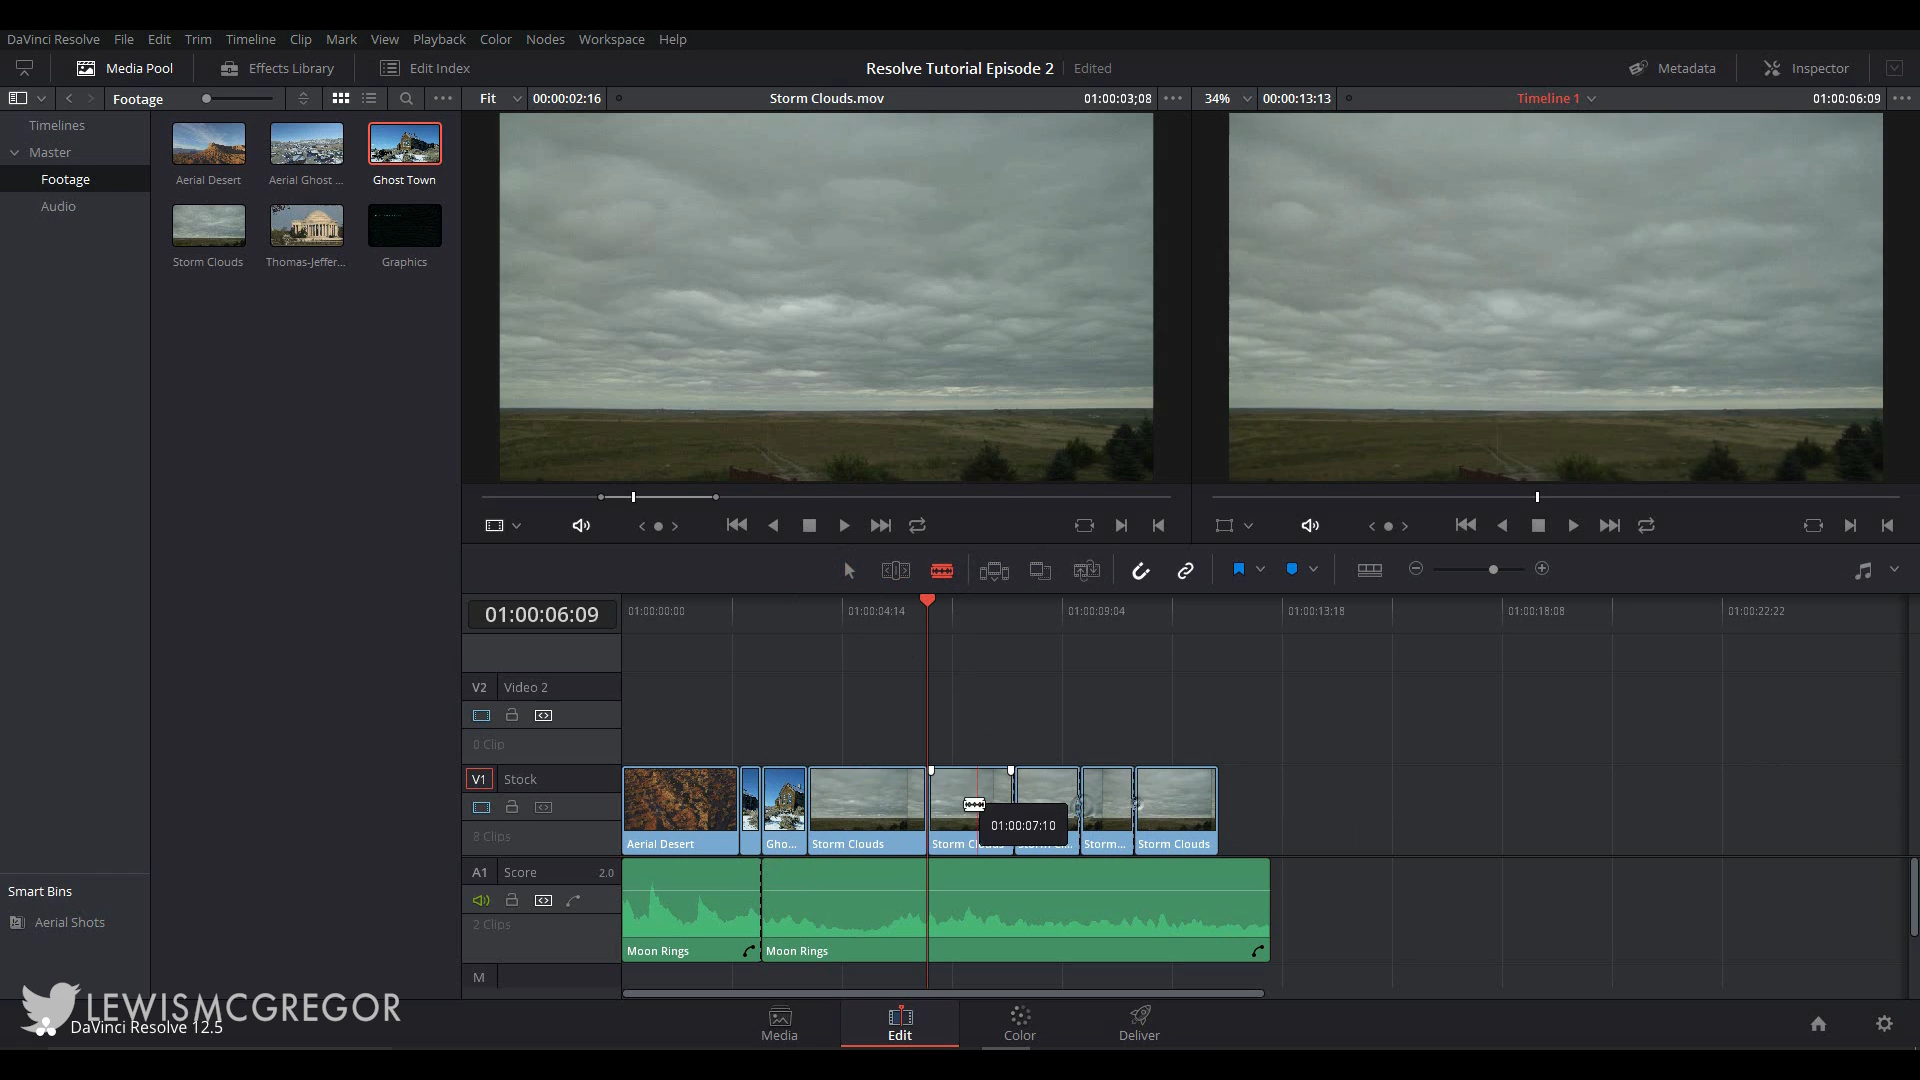 DaVinci Resolve File Edit Trim Timeline Clip Mark View Playback Color Nodes Workspace Help
Media Pool Effects Library Edit Index Resolve Tutorial Episode 2 Edited Metadata Inspector
Footage Fit 00:00:02:16 Storm Clouds.mov 01:00:03;08 34% 00:00:13:13 Timeline 1 01:00:06:09
Timelines
Master
Footage
Audio
Aerial Desert Aerial Ghost ... Ghost Town
Storm Clouds Thomas-Jeffer... Graphics
01:00:06:09 01:00:00:00 01:00:04:14 01:00:09:04 01:00:13:18 01:00:18:08 01:00:22:22
V2 Video 2
0 Clip
V1 Stock
8 Clips
01:00:07:10
Aerial Desert Gho... Storm Clouds Storm Storm... Storm Clouds
A1 Score 2.0
2 Clips
Moon Rings Moon Rings
M
Smart Bins
Aerial Shots
LEWISMCGREGOR
DaVinci Resolve 12.5
Media Edit Color Deliver